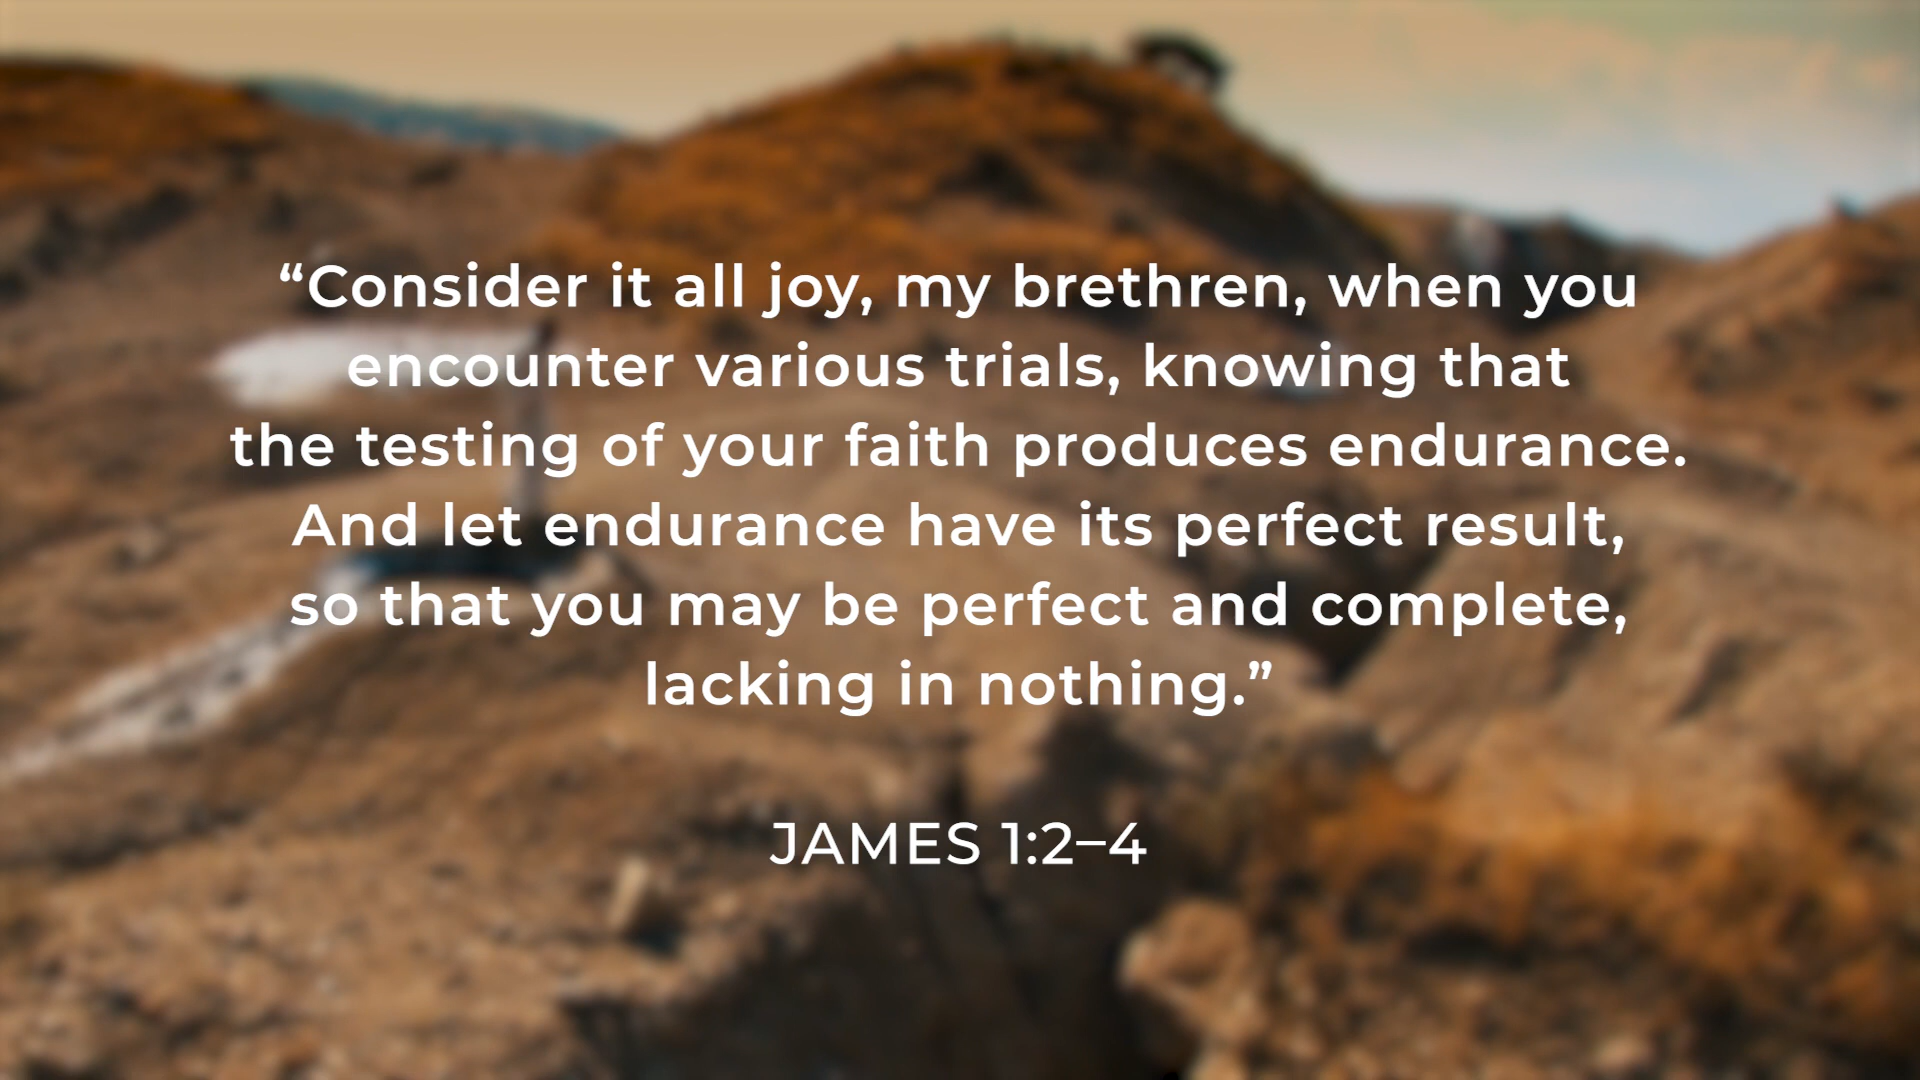 “Consider it all joy, my brethren, when you
encounter various trials, knowing that
the testing of your faith produces endurance.
And let endurance have its perfect result,
so that you may be perfect and complete,
lacking in nothing.”
JAMES 1:2–4